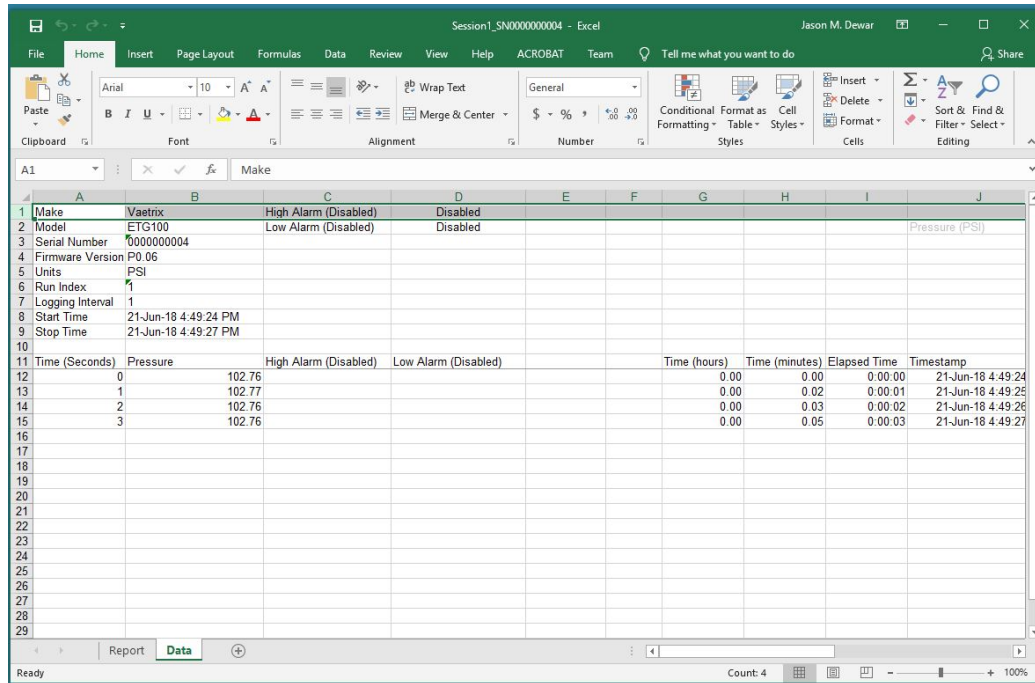 Session1_SN0000000004 - Excel
Jason M. Dewar
File Home Insert Page Layout Formulas Data Review View Help ACROBAT Team Tell me what you want to do Share
Paste
Clipboard
Arial 10
B I U
Font
Wrap Text
Merge & Center
Alignment
General
$ % , .00
Number
Conditional Formatting
Format as Table
Cell Styles
Styles
Insert
Delete
Format
Cells
Sort & Filter
Find & Select
Editing
A1 fx Make
A B C D E F G H I J
1 Make Vaetrix High Alarm (Disabled) Disabled
2 Model ETG100 Low Alarm (Disabled) Disabled Pressure (PSI)
3 Serial Number 0000000004
4 Firmware Version P0.06
5 Units PSI
6 Run Index 1
7 Logging Interval 1
8 Start Time 21-Jun-18 4:49:24 PM
9 Stop Time 21-Jun-18 4:49:27 PM
10
11 Time (Seconds) Pressure High Alarm (Disabled) Low Alarm (Disabled) Time (hours) Time (minutes) Elapsed Time Timestamp
12 0 102.76 0.00 0.00 0:00:00 21-Jun-18 4:49:24
13 1 102.77 0.00 0.02 0:00:01 21-Jun-18 4:49:25
14 2 102.76 0.00 0.03 0:00:02 21-Jun-18 4:49:26
15 3 102.76 0.00 0.05 0:00:03 21-Jun-18 4:49:27
16
17
18
19
20
21
22
23
24
25
26
27
28
29
Report Data
Ready Count: 4 100%